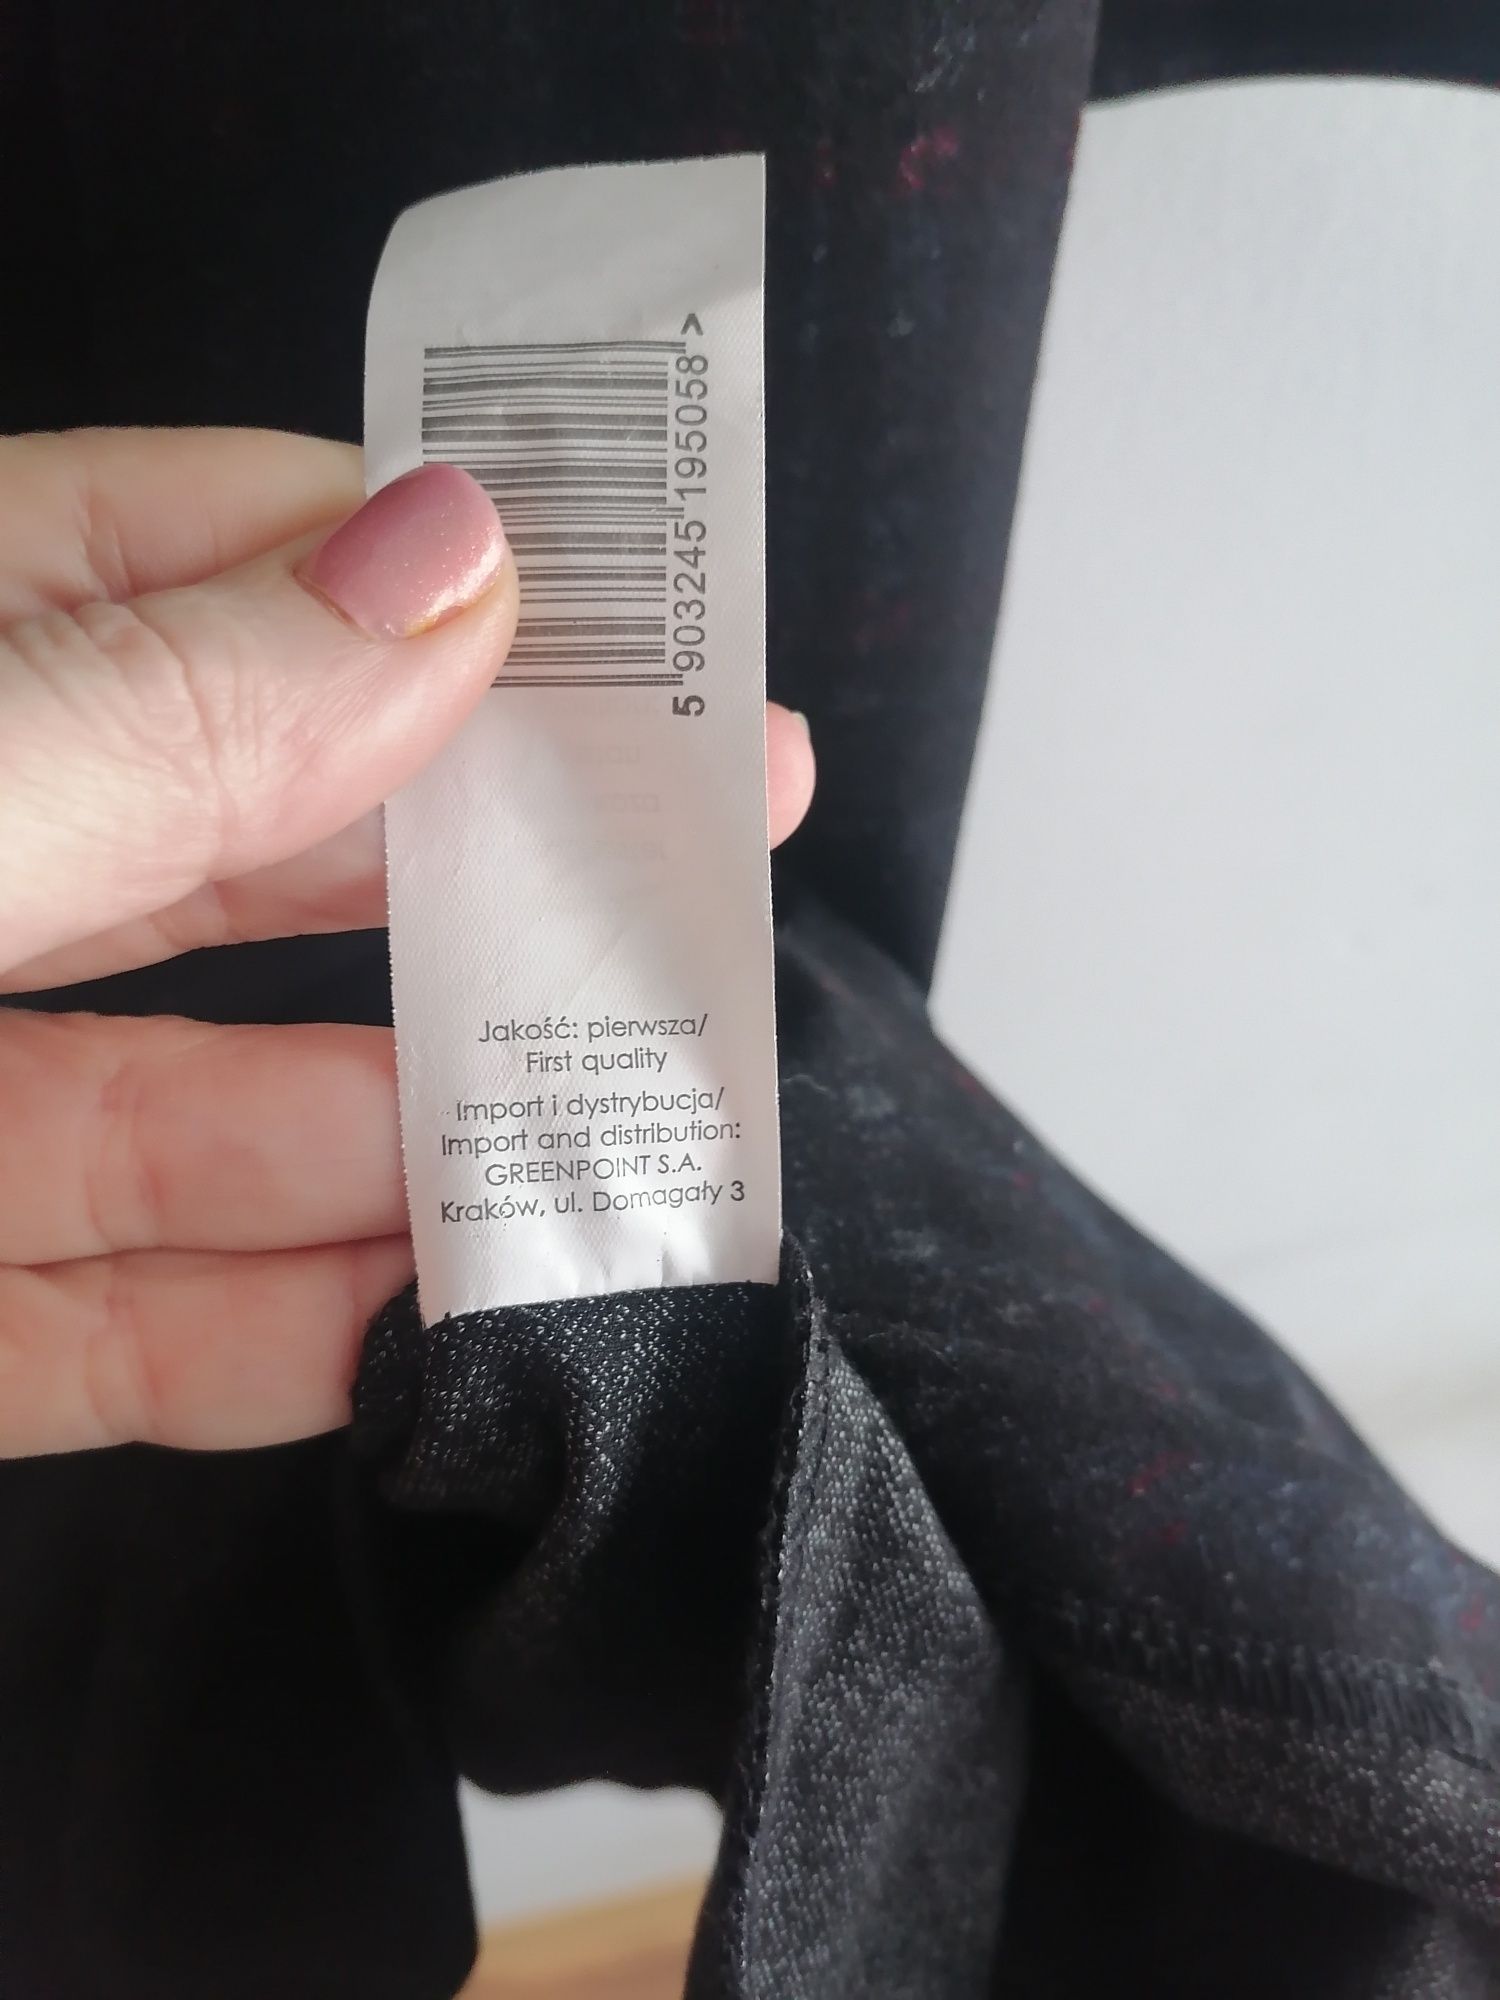 5 903245 195058 >
Jakość: pierwsza/
First quality
Import i dystrybucja/
Import and distribution:
GREENPOINT S.A.
Kraków, ul. Domagały 3